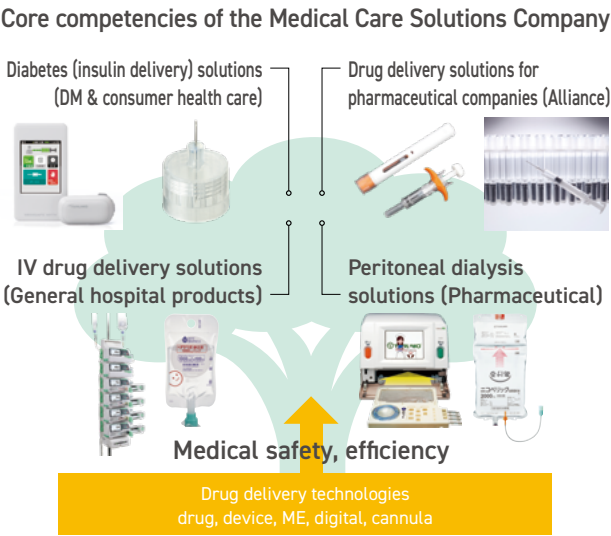 Core competencies of the Medical Care Solutions Company
Diabetes (insulin delivery) solutions
(DM & consumer health care)
Drug delivery solutions for
pharmaceutical companies (Alliance)
IV drug delivery solutions
(General hospital products)
Peritoneal dialysis
solutions (Pharmaceutical)
Medical safety, efficiency
Drug delivery technologies
drug, device, ME, digital, cannula